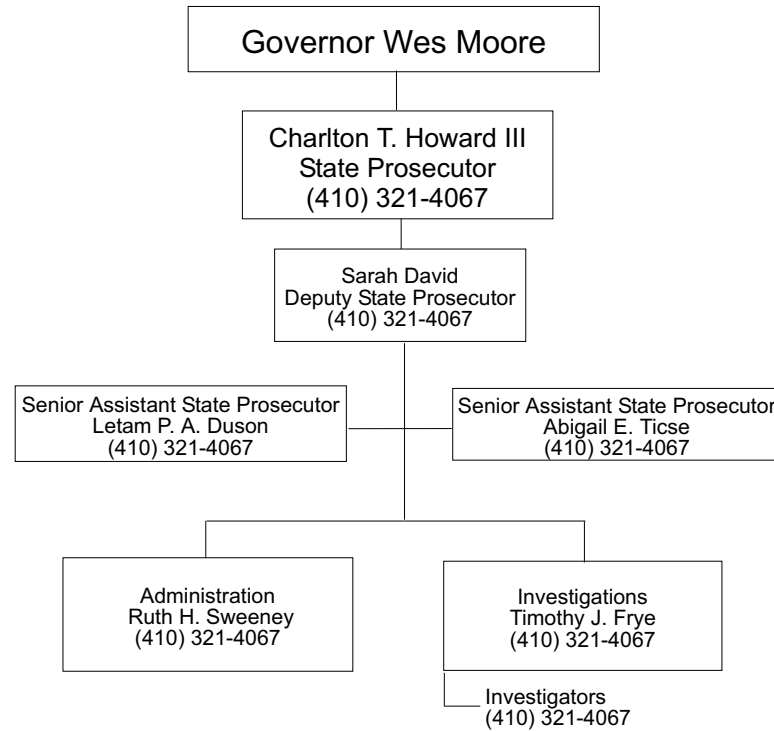 Governor Wes Moore
Charlton T. Howard III
State Prosecutor
(410) 321-4067
Sarah David
Deputy State Prosecutor
(410) 321-4067
Senior Assistant State Prosecutor
Letam P. A. Duson
(410) 321-4067
Senior Assistant State Prosecutor
Abigail E. Ticse
(410) 321-4067
Administration
Ruth H. Sweeney
(410) 321-4067
Investigations
Timothy J. Frye
(410) 321-4067
Investigators
(410) 321-4067